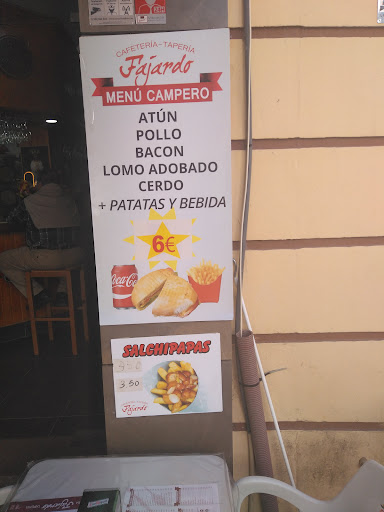 CAFETERÍA-TAPERÍA
Fajardo
MENÚ CAMPERO
ATÚN
POLLO
BACON
LOMO ADOBADO
CERDO
+ PATATAS Y BEBIDA
6€
Coca-Cola
SALCHIPAPAS
3,50
Fajardo